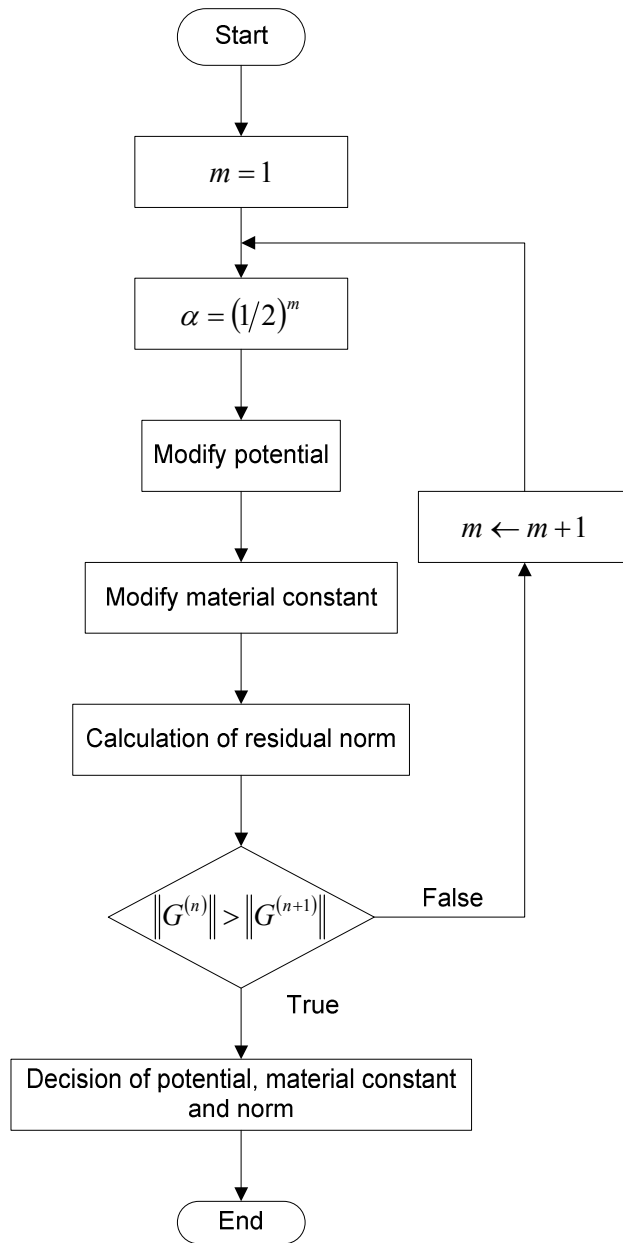 Start
m = 1
α = (1/2)^m
Modify potential
m ← m + 1
Modify material constant
Calculation of residual norm
‖G^(n)‖ > ‖G^(n+1)‖
False
True
Decision of potential, material constant
and norm
End